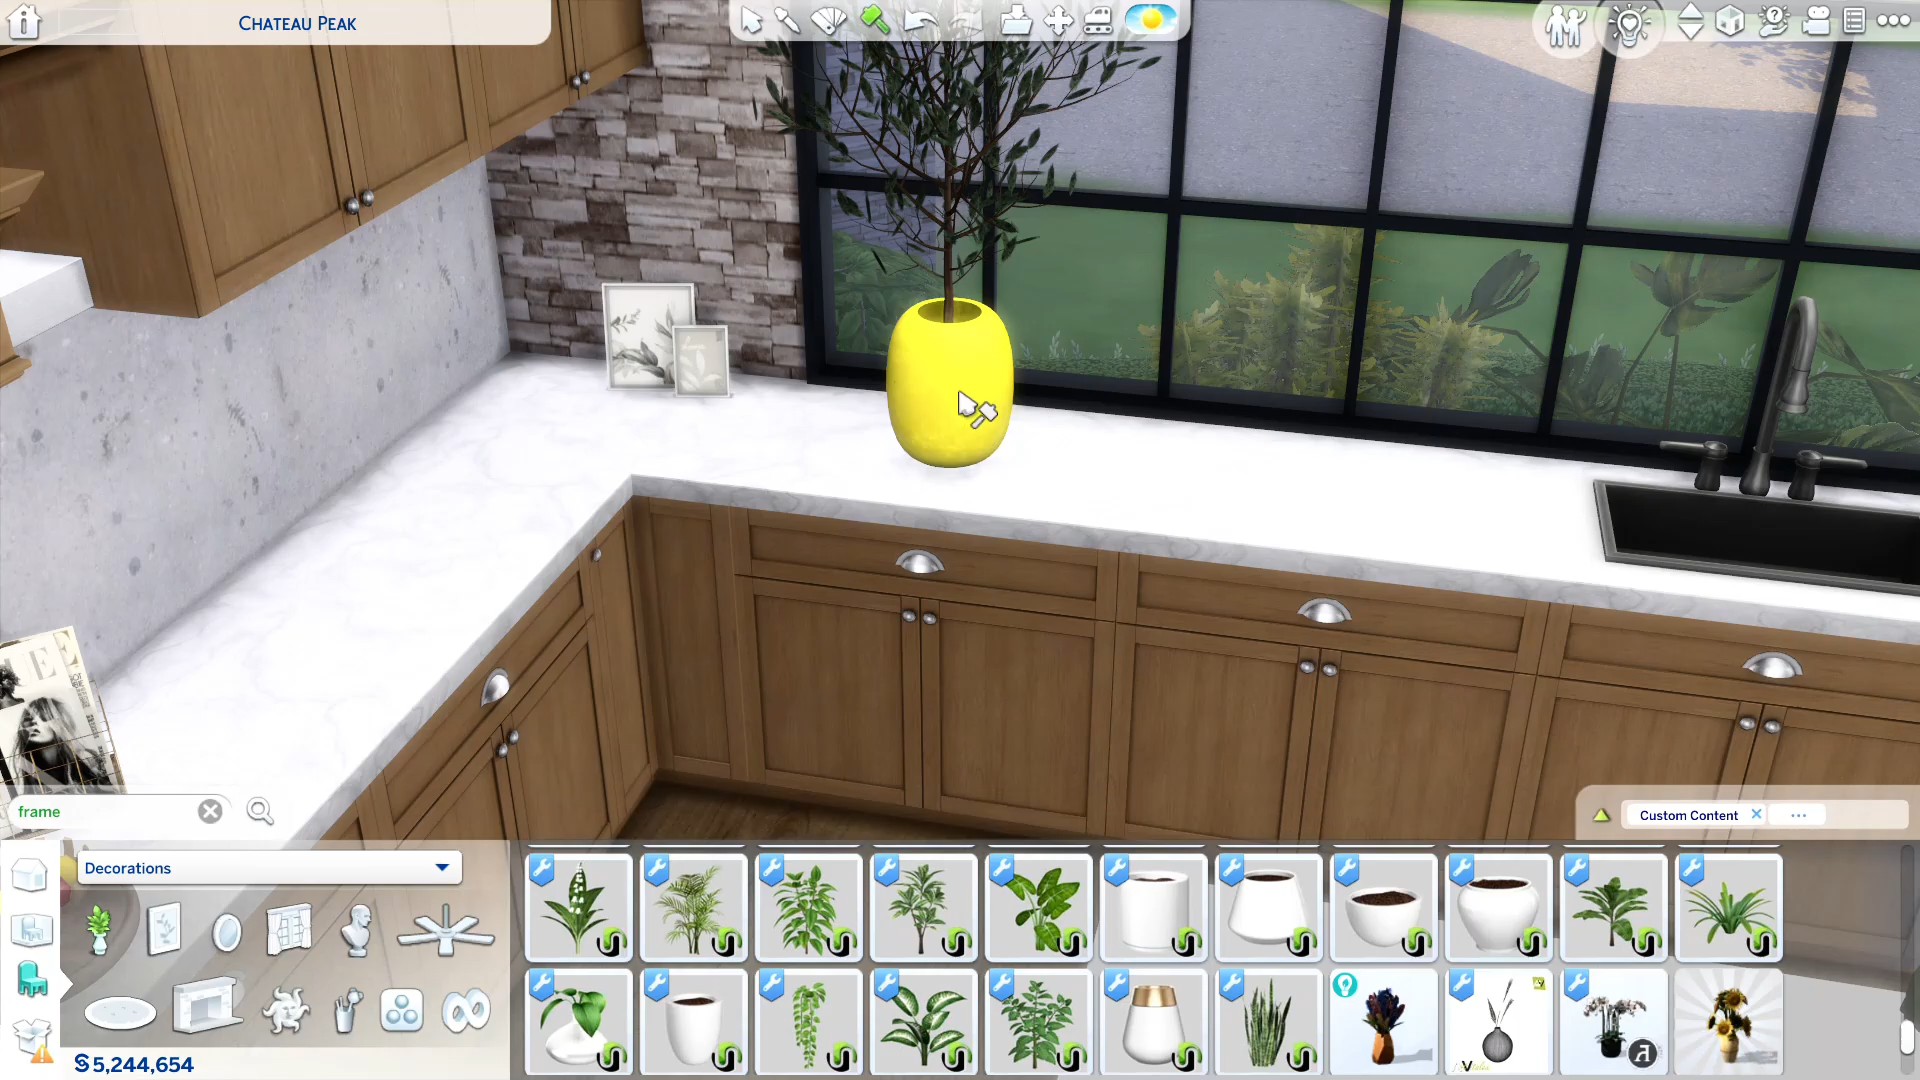 CHATEAU PEAK
frame
Custom Content
...
Decorations
§5,244,654